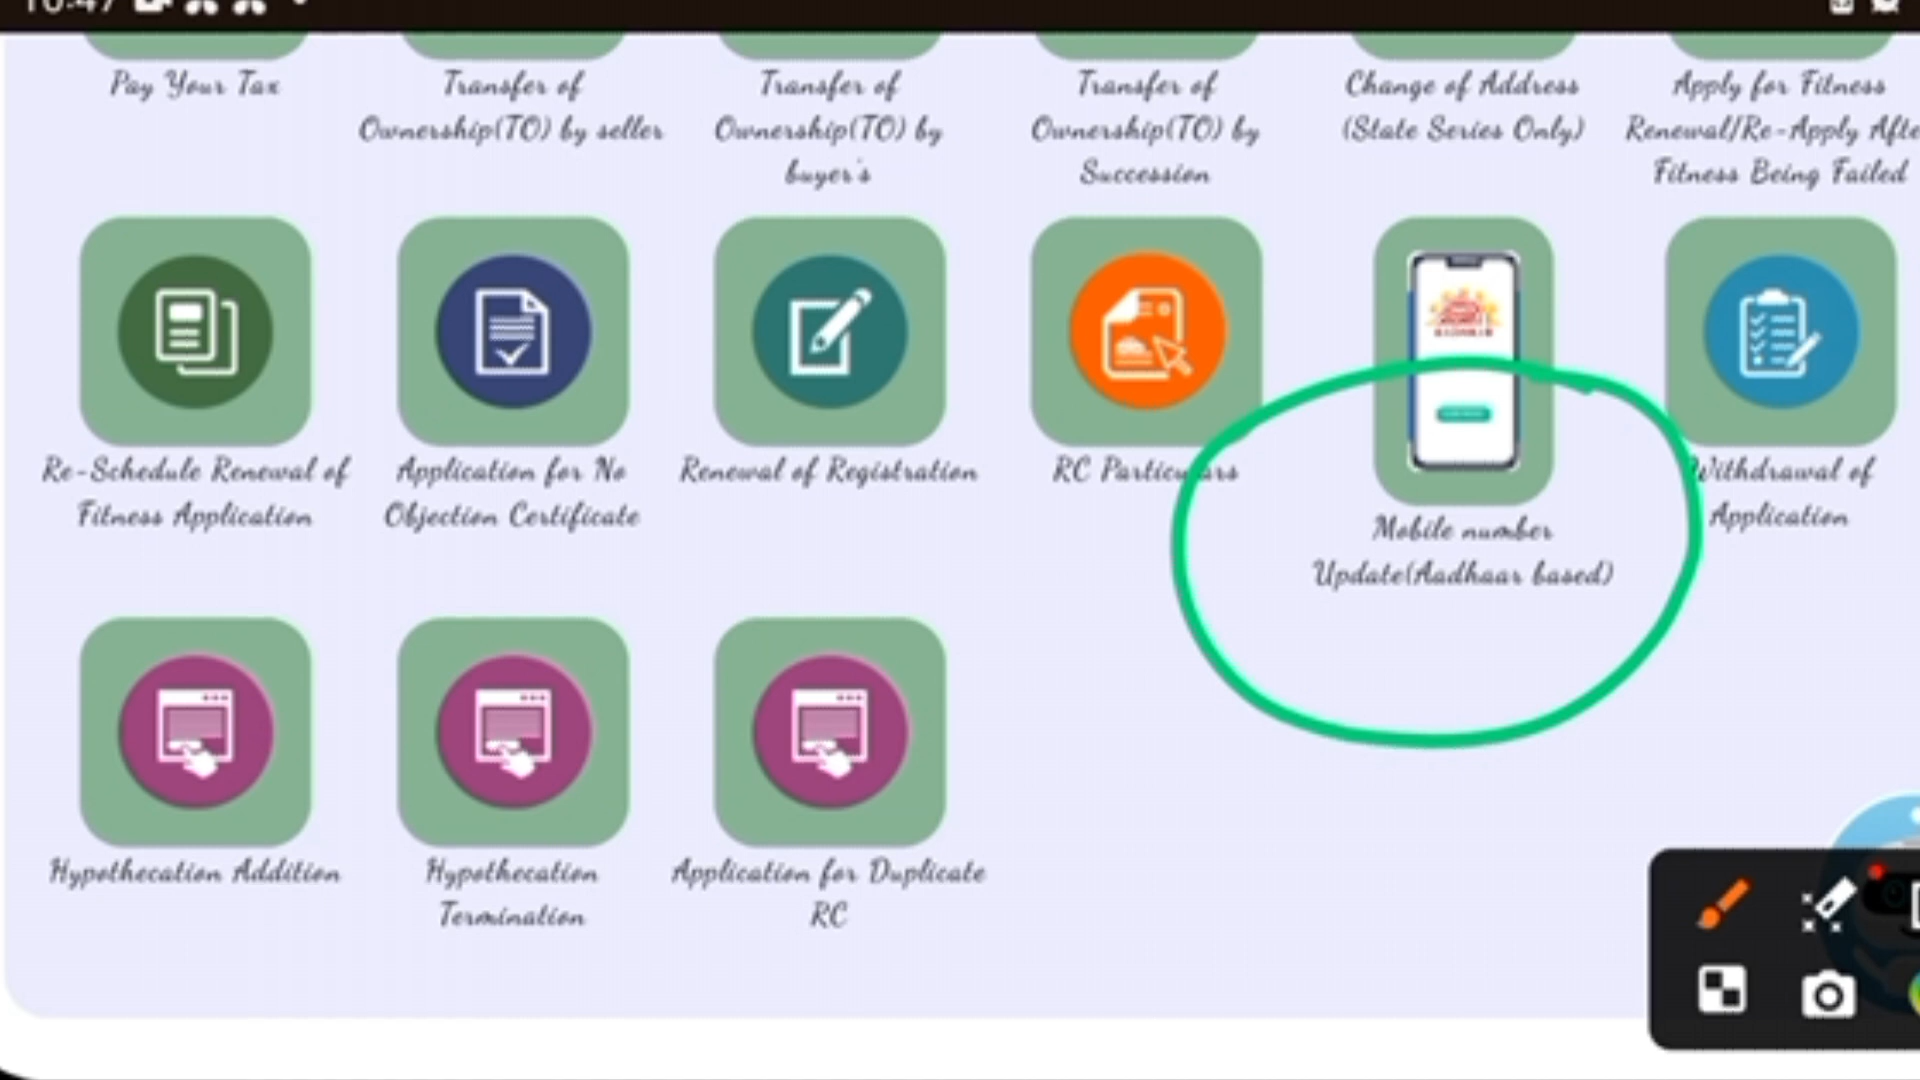 10:47
Pay Your Tax
Transfer of
Ownership(TO) by seller
Transfer of
Ownership(TO) by
buyer's
Transfer of
Ownership(TO) by
Succession
Change of Address
(State Series Only)
Apply for Fitness
Renewal/Re-Apply Afte
Fitness Being Failed
Re-Schedule Renewal of
Fitness Application
Application for No
Objection Certificate
Renewal of Registration
RC Particulars
Mobile number
Update(Aadhaar based)
Withdrawal of
Application
Hypothecation Addition
Hypothecation
Termination
Application for Duplicate
RC